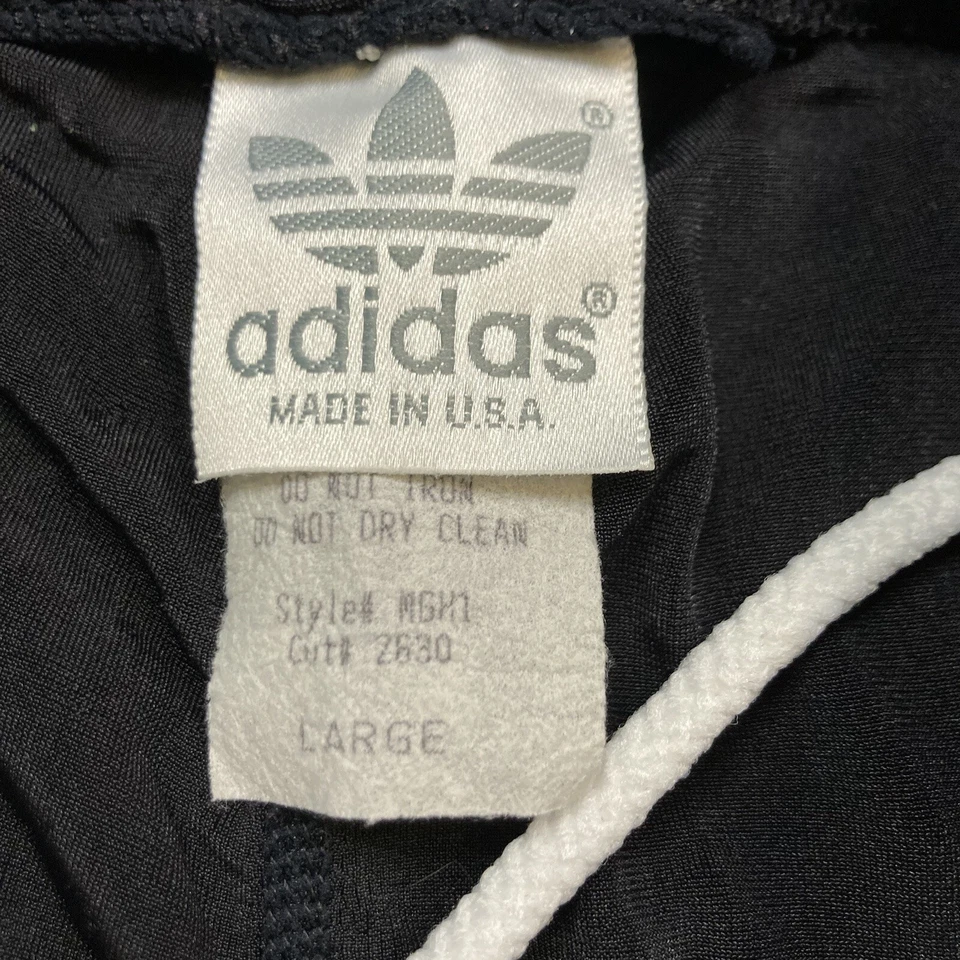 ®
adidas®
MADE IN U.S.A.
DO NOT IRON
DO NOT DRY CLEAN
Style# MGH1
Cut# 2630
LARGE